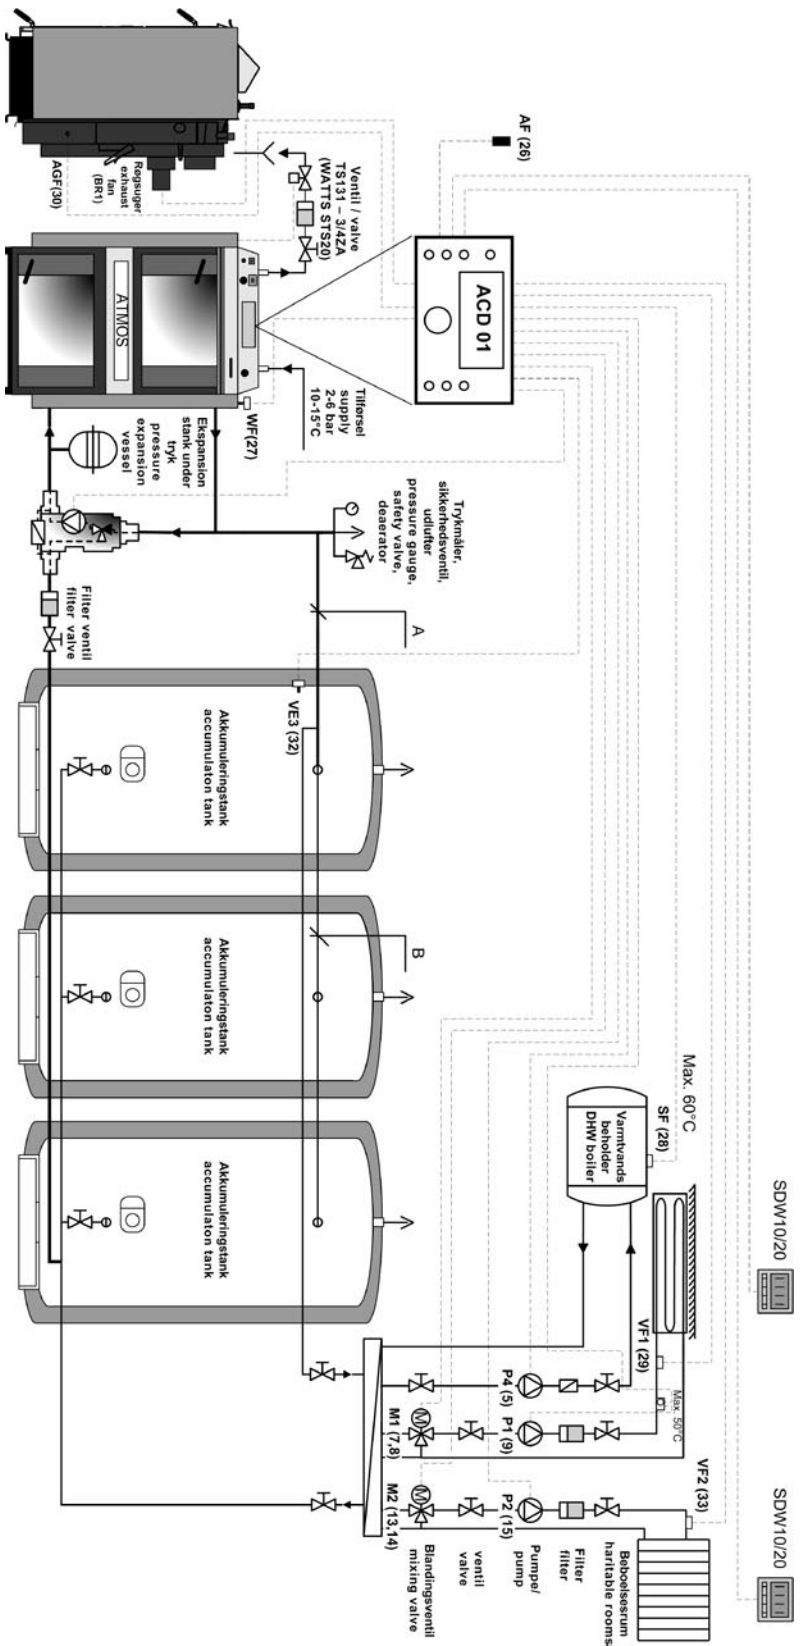 AGF(30)
Røgsuger
exhaust
fan
(BR1)
Ventil / valve
TS131 – 3/4ZA
(WATTS STS20)
AF (26)
ATMOS
ACD 01
Tilførsel
supply
2-6 bar
10-15°C
WF(27)
Ekspansion
stank under
tryk
pressure
expansion
vessel
Trykmåler,
sikkerhedsventil,
udlufter
pressure gauge,
safety valve,
deaerator
Filter ventil
filter valve
A
VE3 (32)
Akkumuleringstank
accumulaton tank
B
Akkumuleringstank
accumulaton tank
Akkumuleringstank
accumulaton tank
Max. 60°C
SF (28)
Varmtvands
beholder
DHW boiler
SDW10/20
VF1 (29)
Max. 50°C
P4 (5)
P1 (9)
M
M1 (7,8)
VF2 (33)
SDW10/20
P2 (15)
M
M2 (13,14)
Beboelsesrum
haritable rooms
Filter
filter
Pumpe/
pump
ventil
valve
Blandingsventil
mixing valve